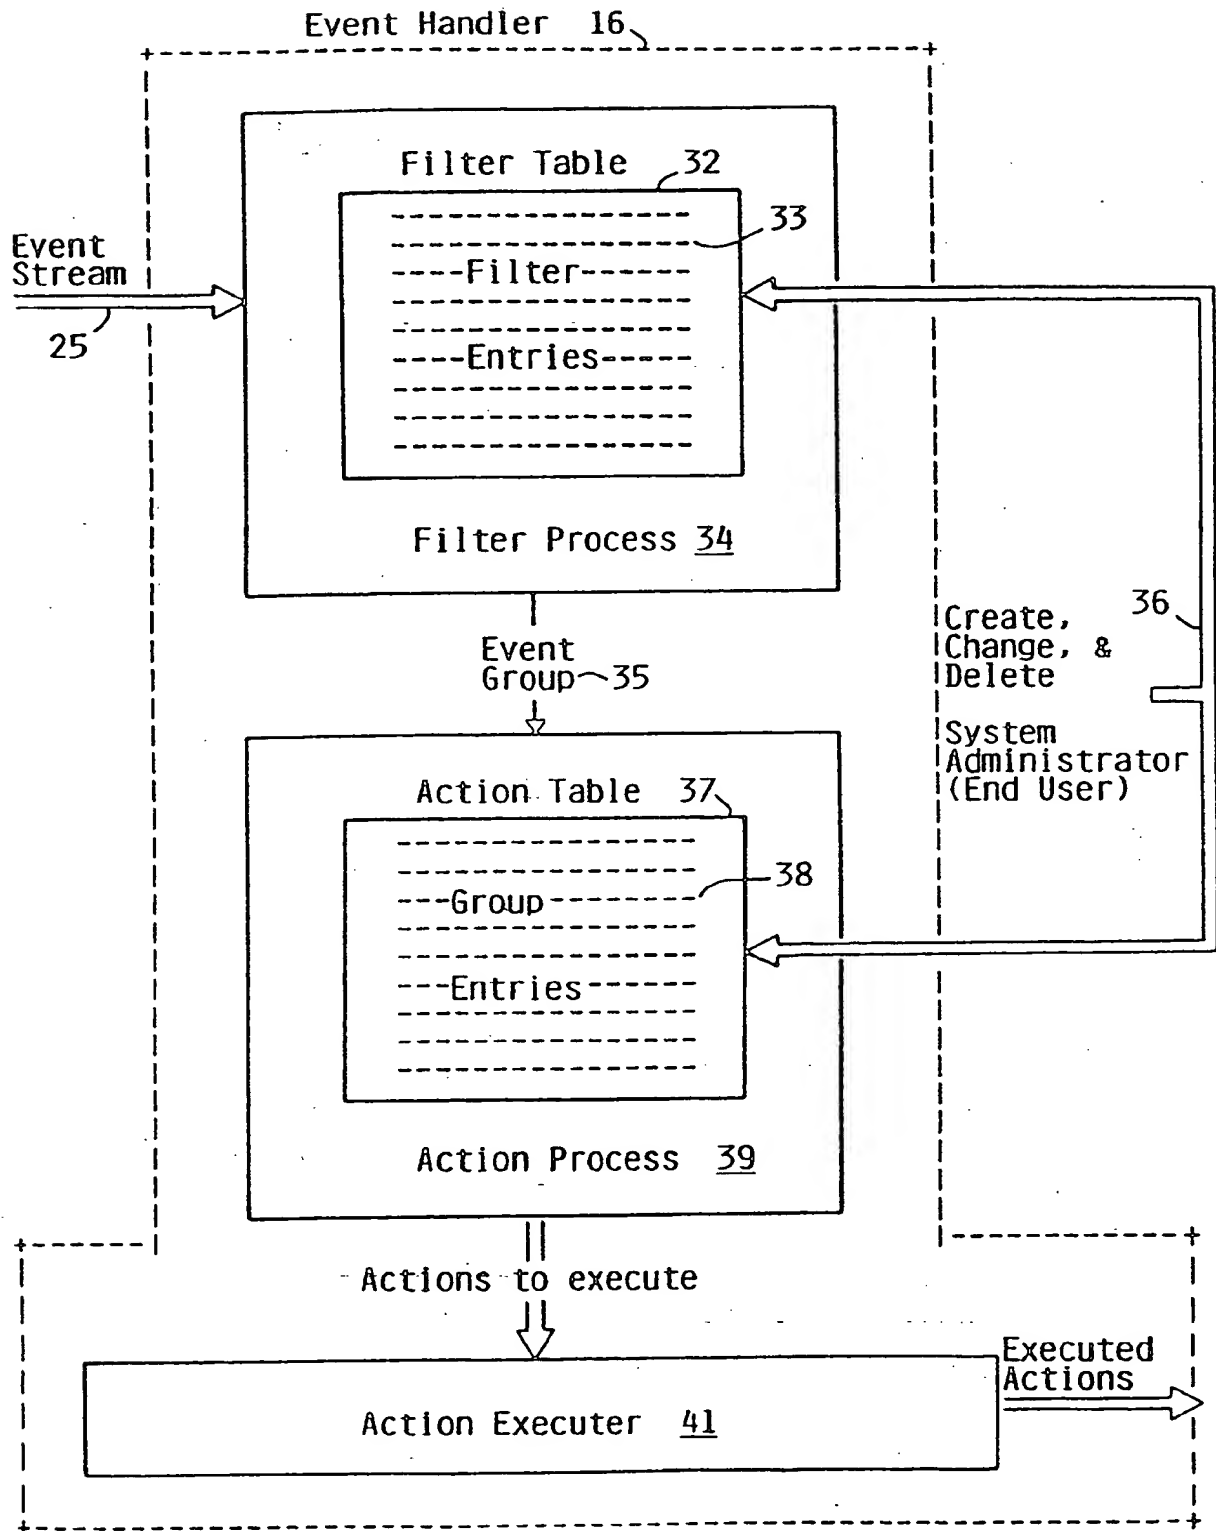 Event Handler 16
Filter Table 32
33
Event
Stream
Filter
25
Entries
Filter Process 34
36
Create,
Change, &
Delete
Event
Group 35
System
Administrator
(End User)
Action Table 37
38
Group
Entries
Action Process 39
Actions to execute
Executed
Actions
Action Executer 41